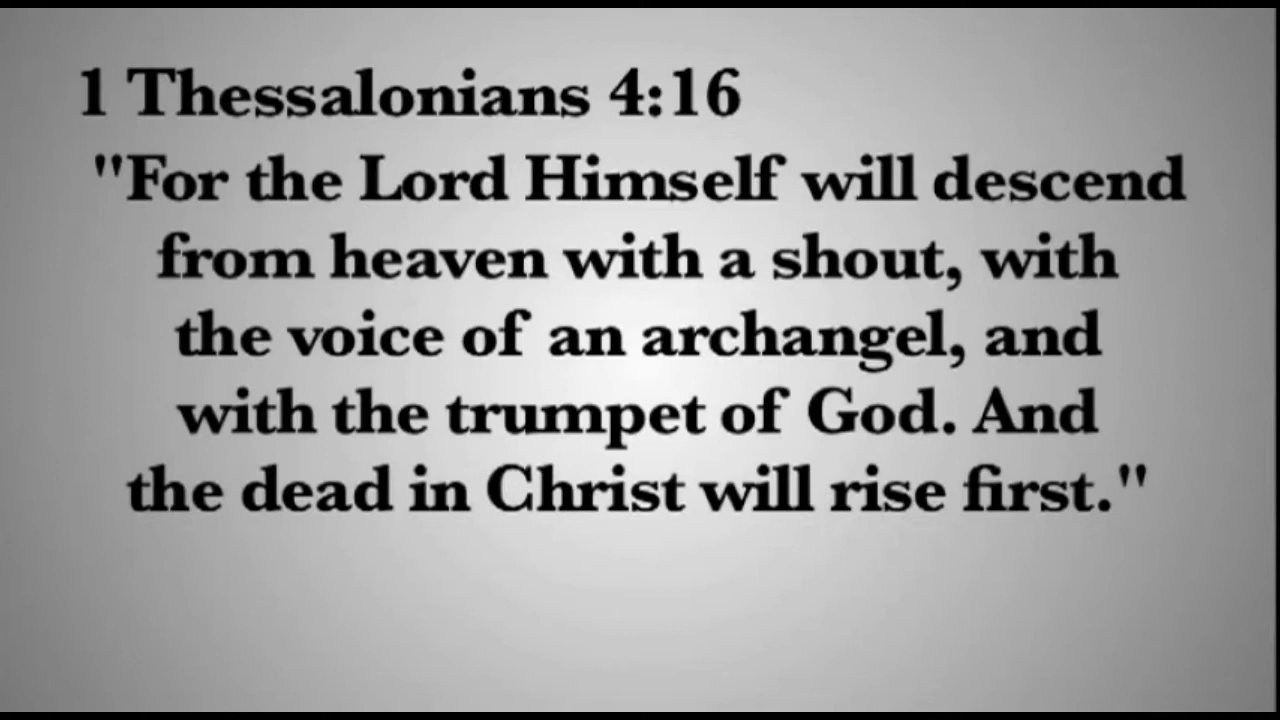 1 Thessalonians 4:16
"For the Lord Himself will descend
from heaven with a shout, with
the voice of an archangel, and
with the trumpet of God. And
the dead in Christ will rise first."